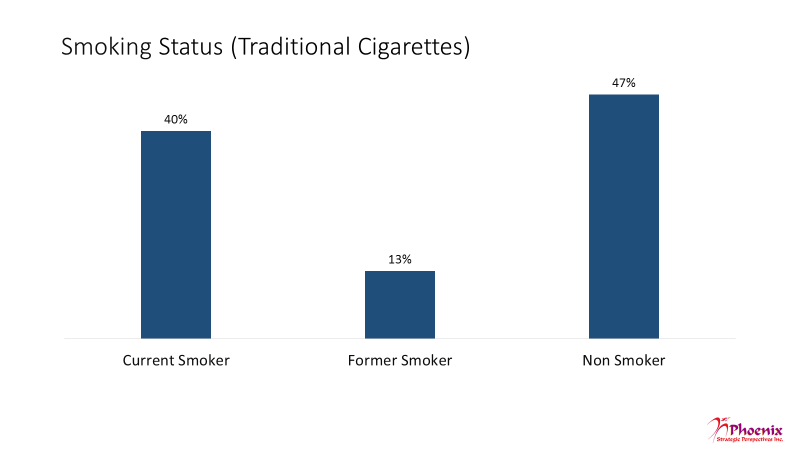 Smoking Status (Traditional Cigarettes)
40%
13%
47%
Current Smoker
Former Smoker
Non Smoker
Phoenix
Strategic Perspectives Inc.